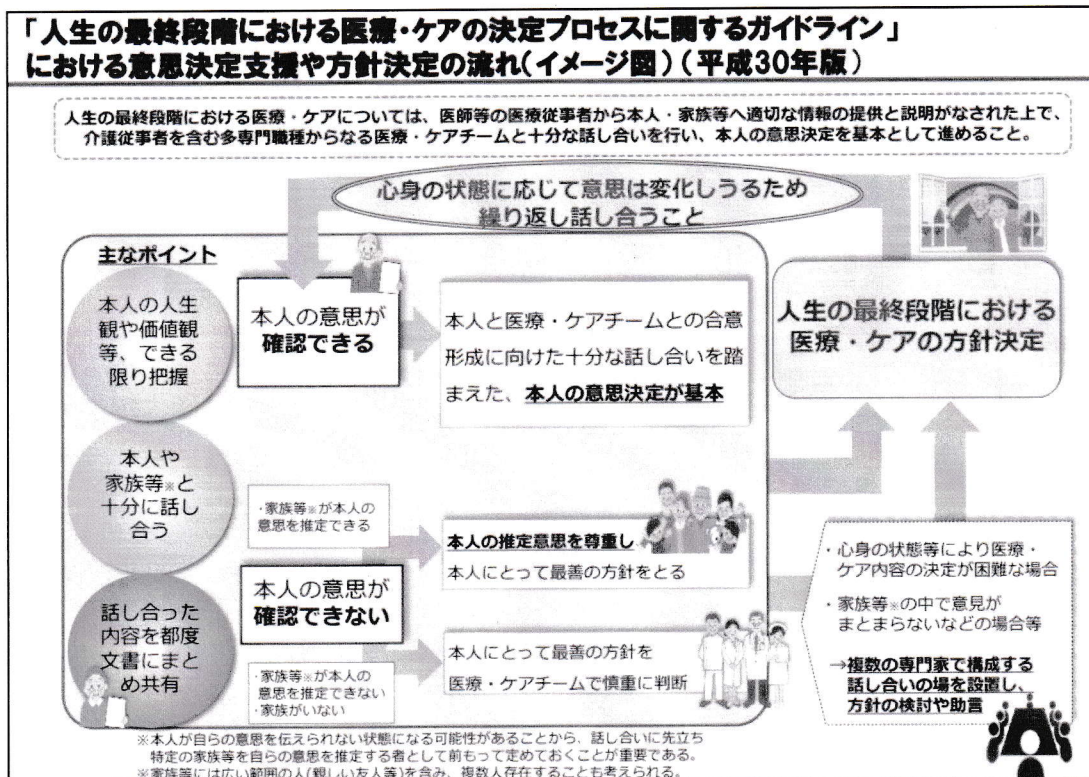 「人生の最終段階における医療・ケアの決定プロセスに関するガイドライン」
における意思決定支援や方針決定の流れ(イメージ図)(平成30年版)
人生の最終段階における医療・ケアについては、医師等の医療従事者から本人・家族等へ適切な情報の提供と説明がなされた上で、
介護従事者を含む多専門職種からなる医療・ケアチームと十分な話し合いを行い、本人の意思決定を基本として進めること。
心身の状態に応じて意思は変化しうるため
繰り返し話し合うこと
主なポイント
本人の人生
観や価値観
等、できる
限り把握
本人や
家族等※と
十分に話し
合う
話し合った
内容を都度
文書にまと
め共有
本人の意思が
確認できる
本人と医療・ケアチームとの合意
形成に向けた十分な話し合いを踏
まえた、本人の意思決定が基本
・家族等※が本人の
意思を推定できる
本人の意思が
確認できない
・家族等※が本人の
意思を推定できない
・家族がいない
本人の推定意思を尊重し
本人にとって最善の方針をとる
本人にとって最善の方針を
医療・ケアチームで慎重に判断
人生の最終段階における
医療・ケアの方針決定
・心身の状態等により医療・
ケア内容の決定が困難な場合
・家族等※の中で意見が
まとまらないなどの場合等
→複数の専門家で構成する
話し合いの場を設置し、
方針の検討や助言
※本人が自らの意思を伝えられない状態になる可能性があることから、話し合いに先立ち
特定の家族等を自らの意思を推定する者として前もって定めておくことが重要である。
※家族等には広い範囲の人(親しい友人等)を含み、複数人存在することも考えられる。